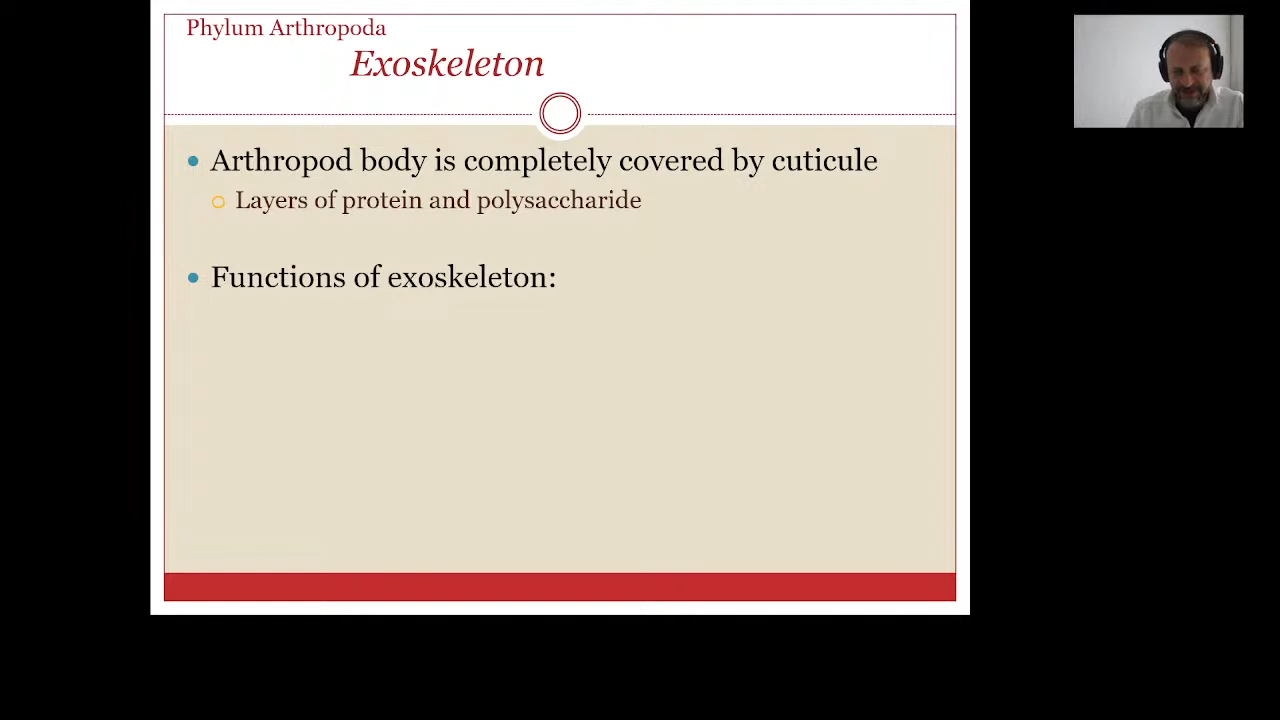 Phylum Arthropoda
Exoskeleton
Arthropod body is completely covered by cuticule
Layers of protein and polysaccharide
Functions of exoskeleton: